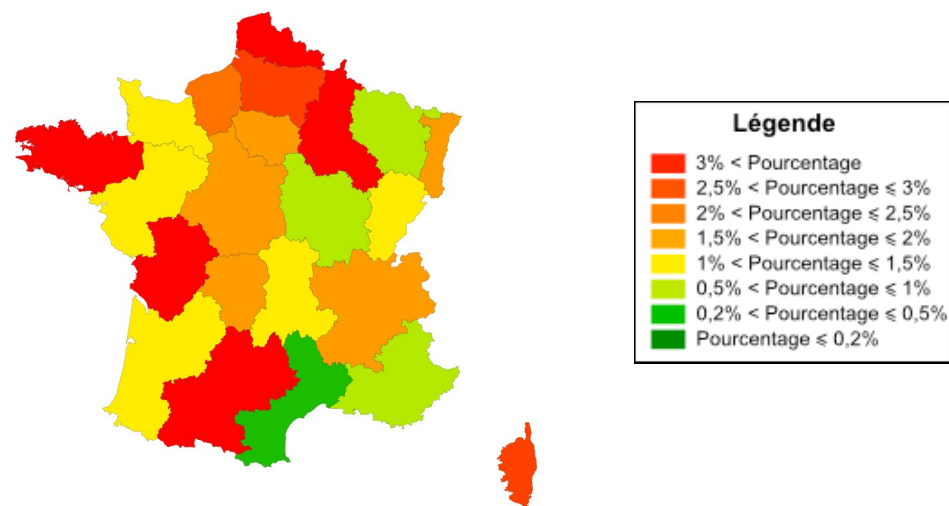 Légende
3% < Pourcentage
2,5% < Pourcentage ⩽ 3%
2% < Pourcentage ⩽ 2,5%
1,5% < Pourcentage ⩽ 2%
1% < Pourcentage ⩽ 1,5%
0,5% < Pourcentage ⩽ 1%
0,2% < Pourcentage ⩽ 0,5%
Pourcentage ⩽ 0,2%